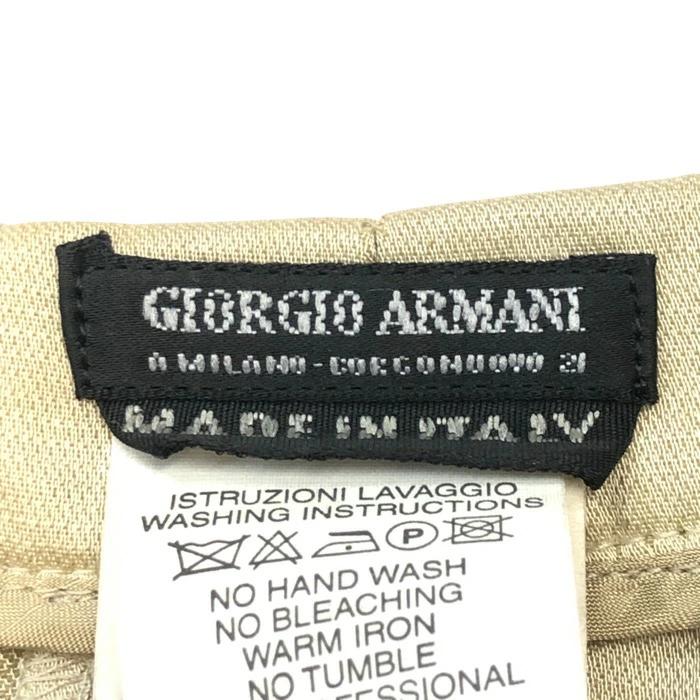 GIORGIO ARMANI
A MILANO-BORGONUOVO 21
MADE IN ITALY
ISTRUZIONI LAVAGGIO
WASHING INSTRUCTIONS
P
NO HAND WASH
NO BLEACHING
WARM IRON
NO TUMBLE